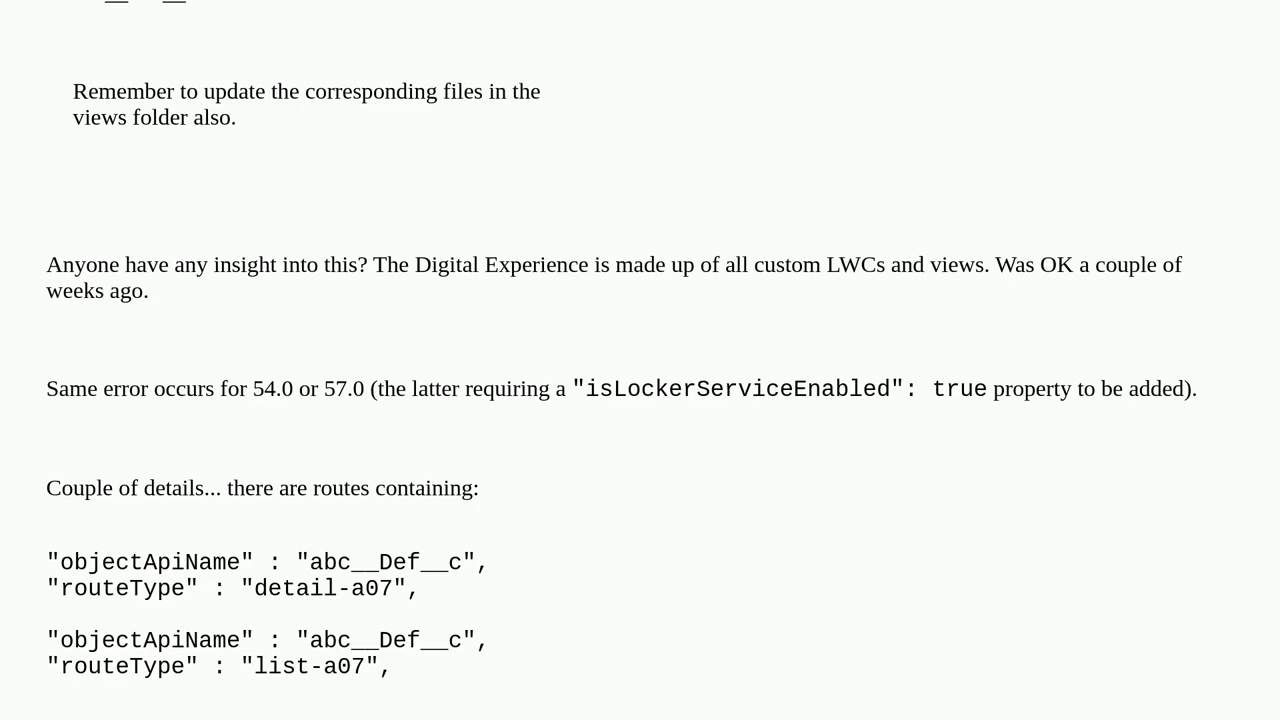 Remember to update the corresponding files in the
views folder also.
Anyone have any insight into this? The Digital Experience is made up of all custom LWCs and views. Was OK a couple of
weeks ago.
Same error occurs for 54.0 or 57.0 (the latter requiring a "isLockerServiceEnabled": true property to be added).
Couple of details... there are routes containing:
"objectApiName" : "abc__Def__c",
"routeType" : "detail-a07",
"objectApiName" : "abc__Def__c",
"routeType" : "list-a07",